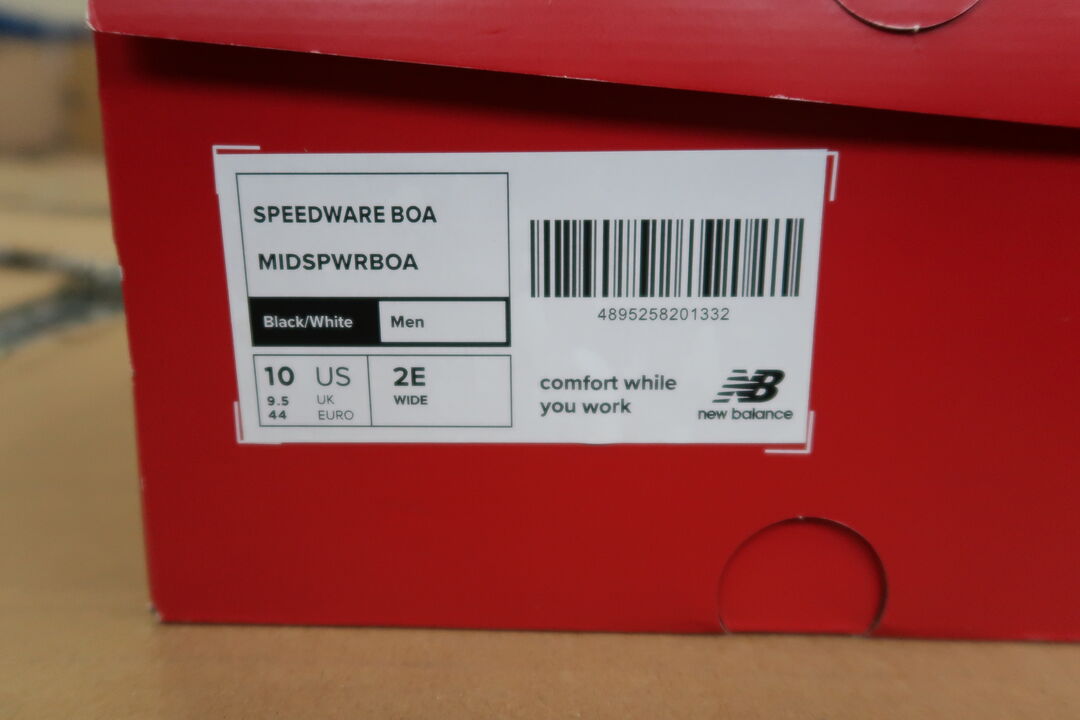 SPEEDWARE BOA
MIDSPWRBOA
Black/White Men
10 US
9.5 UK
44 EURO
2E
WIDE
4895258201332
comfort while
you work
NB
new balance